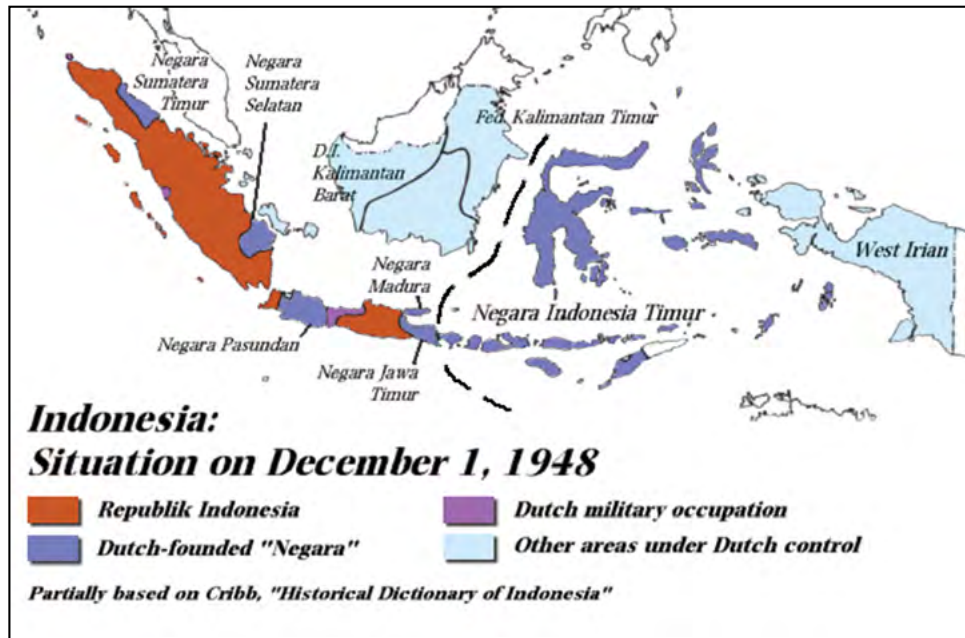 Negara
Sumatera
Timur
Negara
Sumatera
Selatan
Fed. Kalimantan Timur
D.I.
Kalimantan
Barat
West Irian
Negara
Madura
Negara Indonesia Timur
Negara Pasundan
Negara Jawa
Timur
Indonesia:
Situation on December 1, 1948
Republik Indonesia
Dutch military occupation
Dutch-founded "Negara"
Other areas under Dutch control
Partially based on Cribb, "Historical Dictionary of Indonesia"